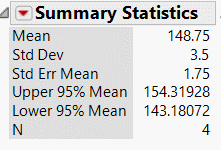 Summary Statistics
Mean 148.75
Std Dev 3.5
Std Err Mean 1.75
Upper 95% Mean 154.31928
Lower 95% Mean 143.18072
N 4